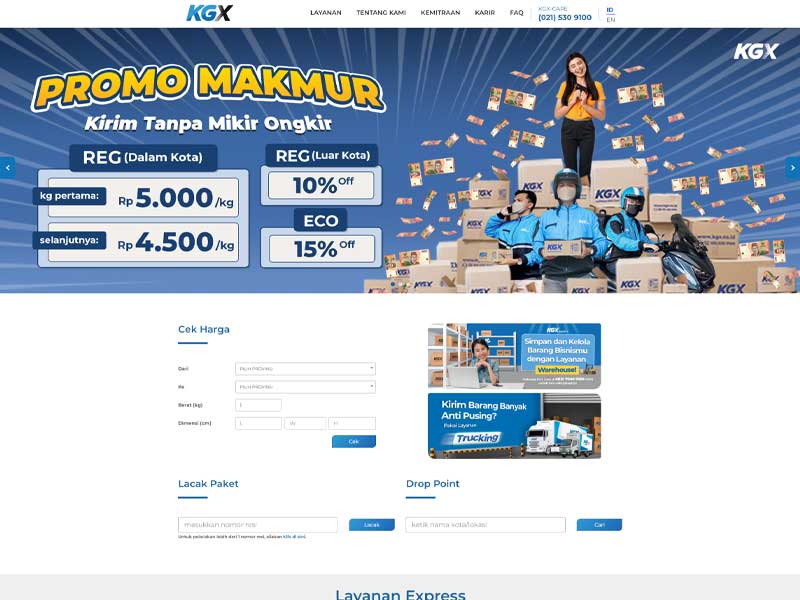 KGX
LAYANAN
TENTANG KAMI
KEMITRAAN
KARIR
FAQ
KGX-CARE
(021) 530 9100
ID
EN
KGX
PROMO MAKMUR
Kirim Tanpa Mikir Ongkir
REG (Dalam Kota)
kg pertama: Rp 5.000/kg
selanjutnya: Rp 4.500/kg
REG (Luar Kota)
10% Off
ECO
15% Off
Cek Harga
Dari
PILIH PROVINSI
Ke
PILIH PROVINSI
Berat (kg)
1
Dimensi (cm)
L
W
H
Cek
KGX
Simpan dan Kelola
Barang Bisnismu
dengan Layanan
Warehouse!
Kirim Barang Banyak
Anti Pusing?
Pakai Layanan
Trucking
Lacak Paket
masukkan nomor resi
Lacak
Untuk pelacakan lebih dari 1 nomor resi, silakan klik di sini.
Drop Point
ketik nama kota/lokasi
Cari
Layanan Express